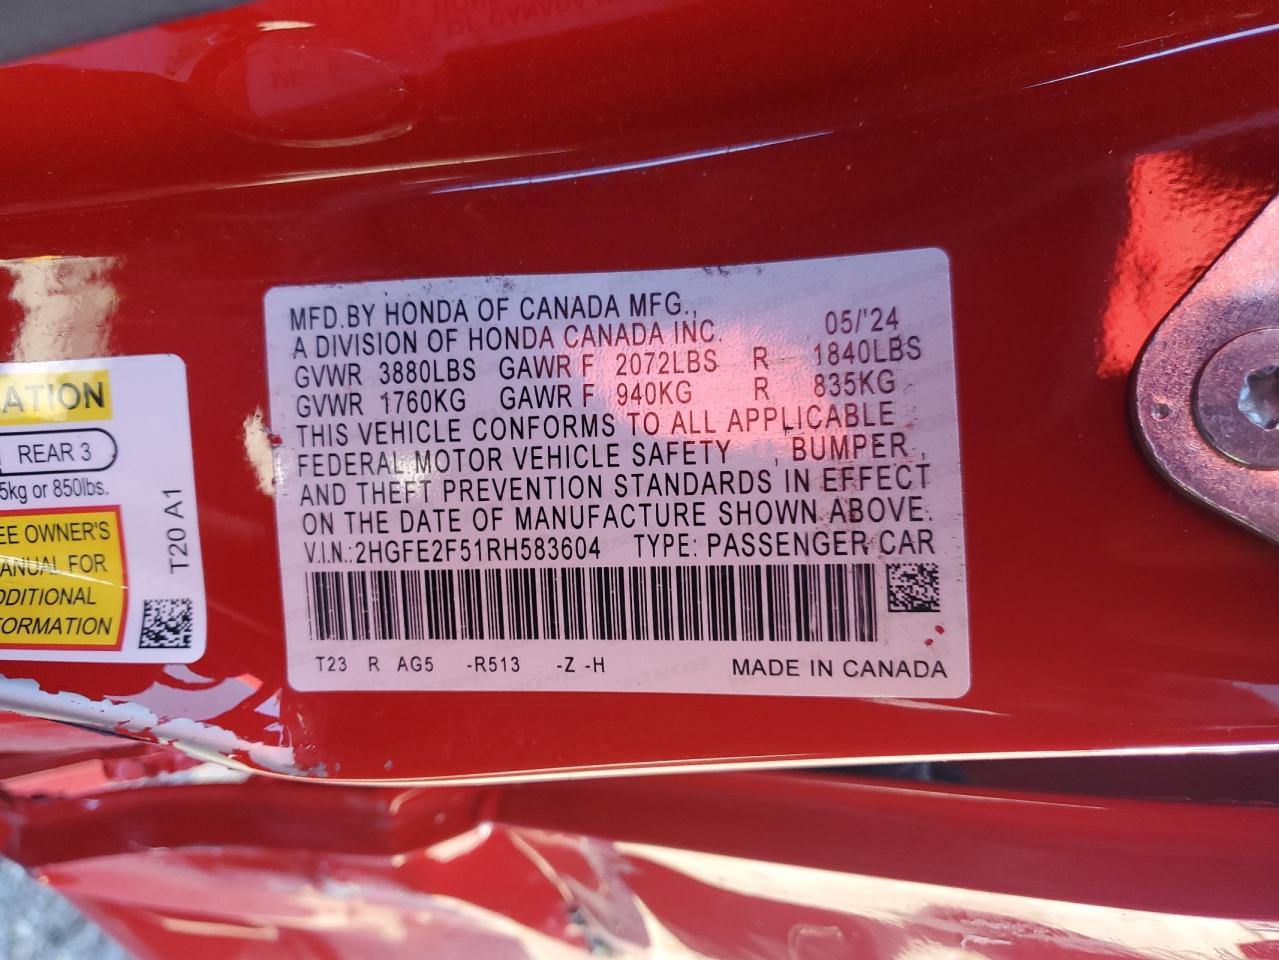 MFD.BY HONDA OF CANADA MFG.,
A DIVISION OF HONDA CANADA INC. 05/'24
GVWR 3880LBS GAWR F 2072LBS R 1840LBS
GVWR 1760KG GAWR F 940KG R 835KG
THIS VEHICLE CONFORMS TO ALL APPLICABLE
FEDERAL MOTOR VEHICLE SAFETY , BUMPER ,
AND THEFT PREVENTION STANDARDS IN EFFECT
ON THE DATE OF MANUFACTURE SHOWN ABOVE.
V.I.N.:2HGFE2F51RH583604 TYPE: PASSENGER CAR
T23 R AG5 -R513 -Z -H MADE IN CANADA
ATION
REAR 3
5kg or 850lbs.
EE OWNER'S
ANUAL FOR
DDITIONAL
FORMATION
T20 A1